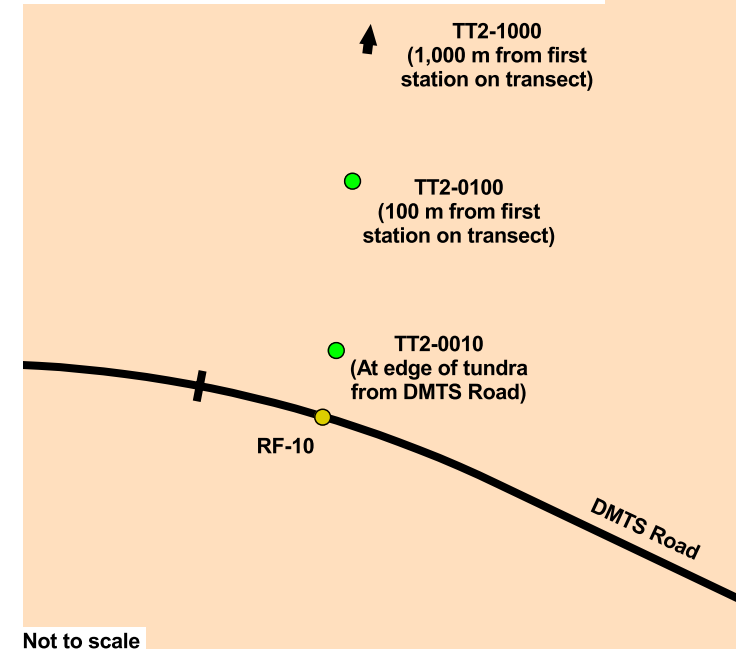 TT2-1000
(1,000 m from first
station on transect)
TT2-0100
(100 m from first
station on transect)
TT2-0010
(At edge of tundra
from DMTS Road)
RF-10
DMTS Road
Not to scale